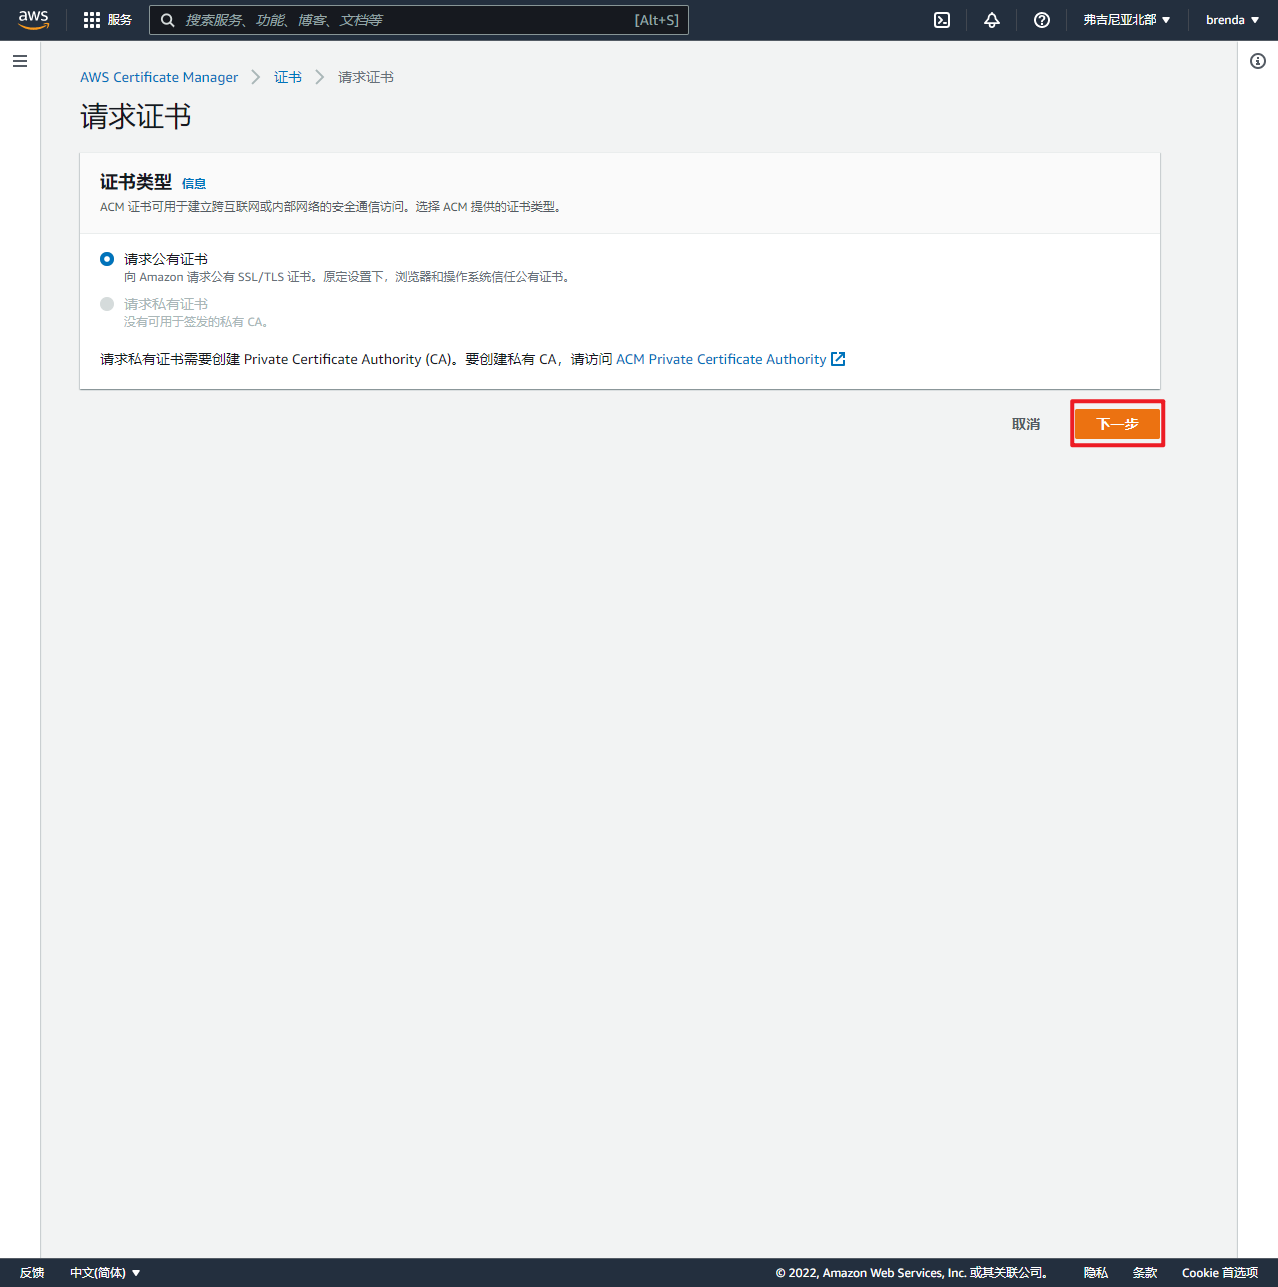 aws 服务 搜索服务、功能、博客、文档等 [Alt+S] 弗吉尼亚北部 brenda
AWS Certificate Manager 证书 请求证书
请求证书
证书类型 信息
ACM 证书可用于建立跨互联网或内部网络的安全通信访问。选择 ACM 提供的证书类型。
请求公有证书
向 Amazon 请求公有 SSL/TLS 证书。原定设置下，浏览器和操作系统信任公有证书。
请求私有证书
没有可用于签发的私有 CA。
请求私有证书需要创建 Private Certificate Authority (CA)。要创建私有 CA，请访问 ACM Private Certificate Authority
取消 下一步
反馈 中文(简体) © 2022, Amazon Web Services, Inc. 或其关联公司。 隐私 条款 Cookie 首选项